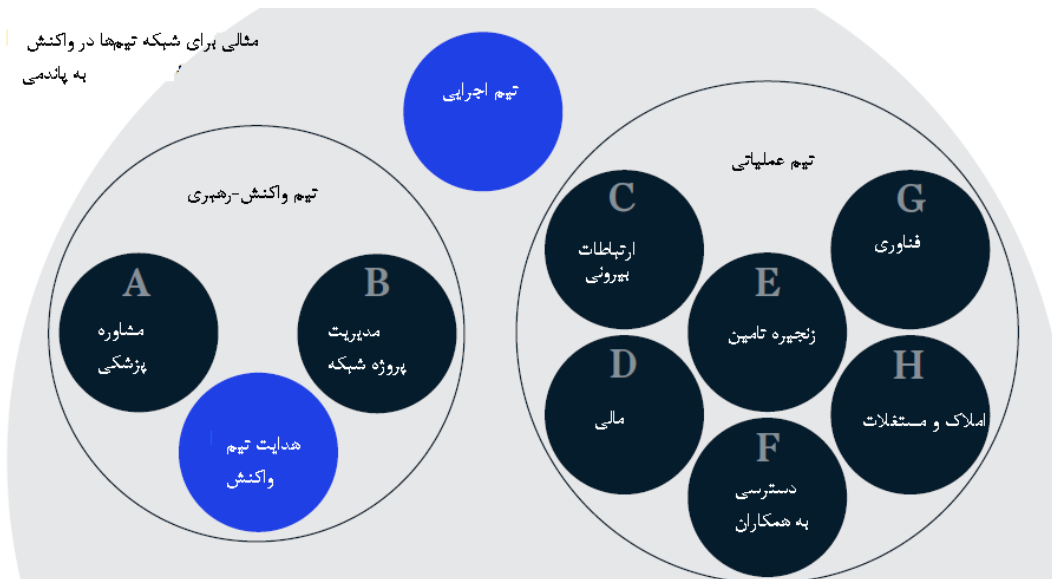 مثالی برای شبکه تیم‌ها در واکنش
به پاندمی
تیم اجرایی
تیم واکنش-رهبری
A
مشاوره
پزشکی
B
مدیریت
پروژه شبکه
هدایت تیم
واکنش
تیم عملیاتی
C
ارتباطات
بیرونی
G
فناوری
E
زنجیره تامین
D
مالی
H
املاک و مستغلات
F
دسترسی
به همکاران